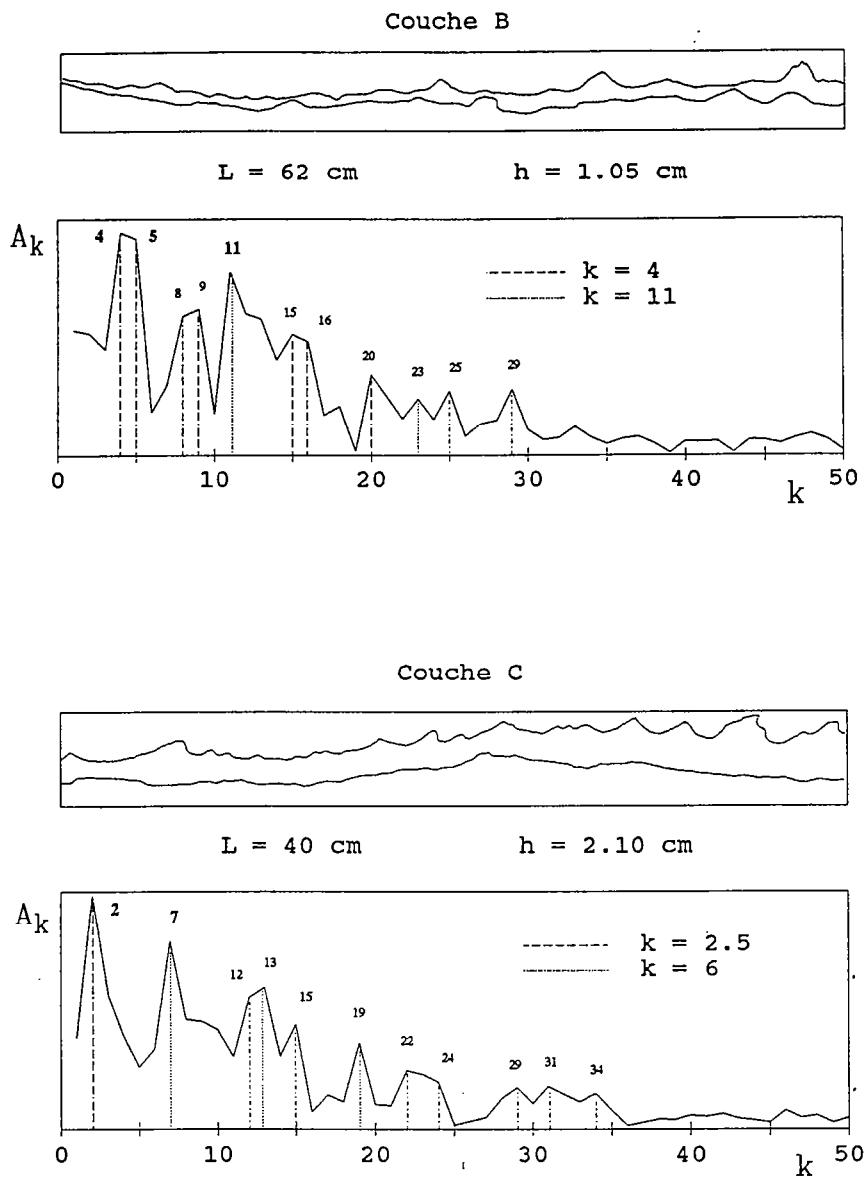 Couche B
L = 62 cm h = 1.05 cm
A_k
4 5 8 9 11 15 16 20 23 25 29
k = 4
k = 11
0 10 20 30 40 50
k
Couche C
L = 40 cm h = 2.10 cm
A_k
2 7 12 13 15 19 22 24 29 31 34
k = 2.5
k = 6
0 10 20 30 40 50
k